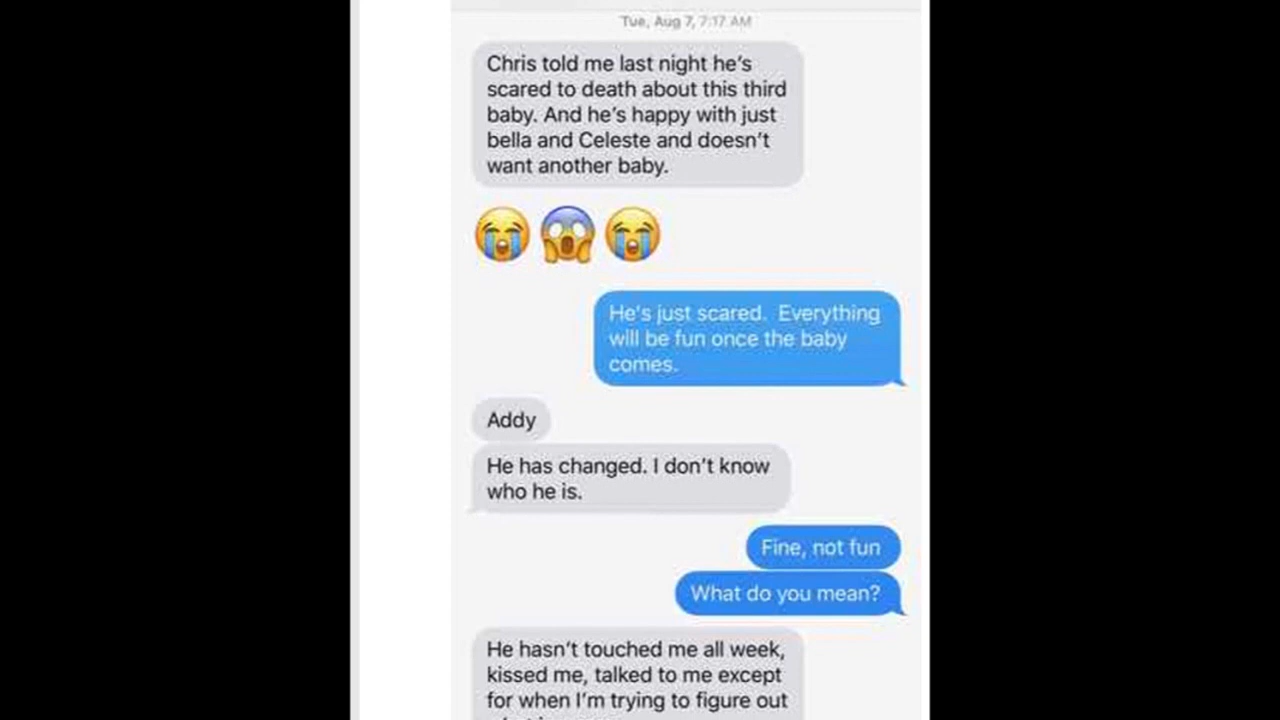 Tue, Aug 7, 7:17 AM
Chris told me last night he's
scared to death about this third
baby. And he's happy with just
bella and Celeste and doesn't
want another baby.
He's just scared.  Everything
will be fun once the baby
comes.
Addy
He has changed. I don't know
who he is.
Fine, not fun
What do you mean?
He hasn't touched me all week,
kissed me, talked to me except
for when I'm trying to figure out